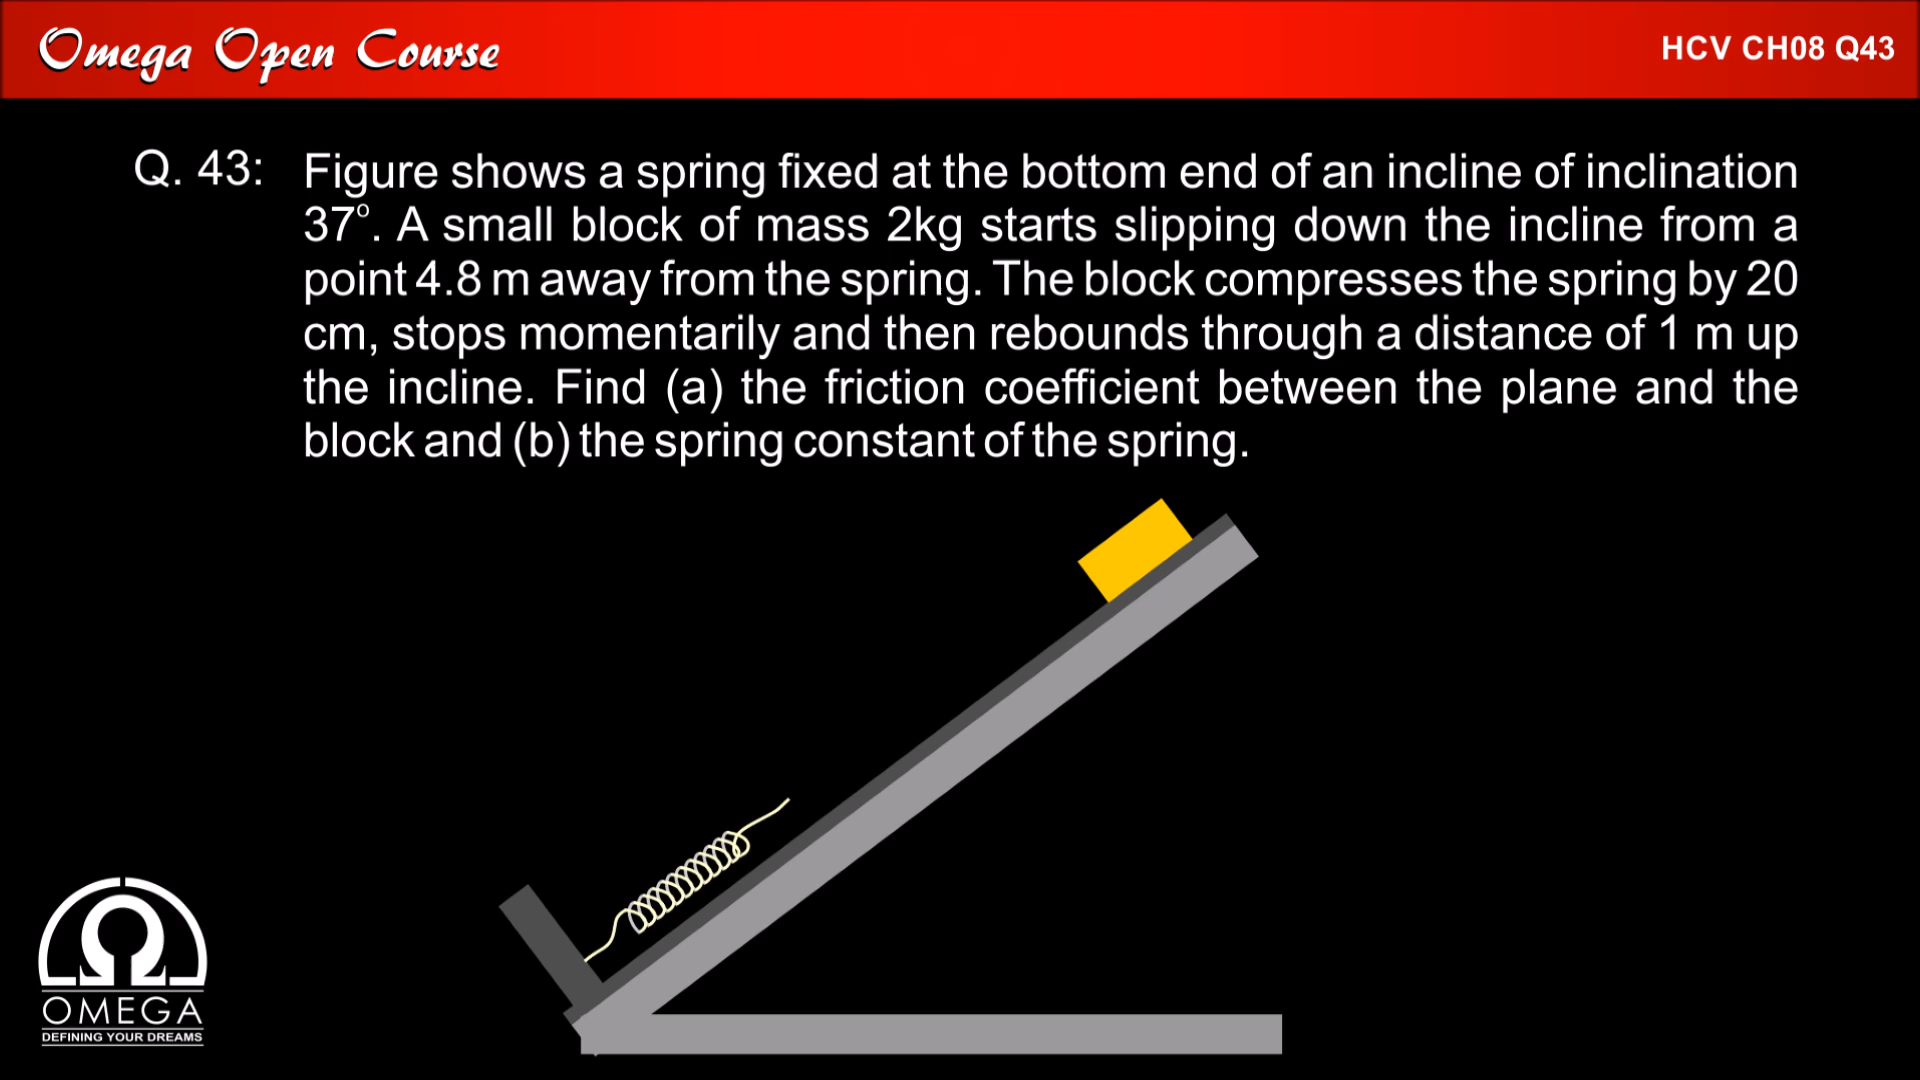 Omega Open Course
HCV CH08 Q43
Q. 43: Figure shows a spring fixed at the bottom end of an incline of inclination
37°. A small block of mass 2kg starts slipping down the incline from a
point 4.8 m away from the spring. The block compresses the spring by 20
cm, stops momentarily and then rebounds through a distance of 1 m up
the incline. Find (a) the friction coefficient between the plane and the
block and (b) the spring constant of the spring.
OMEGA
DEFINING YOUR DREAMS